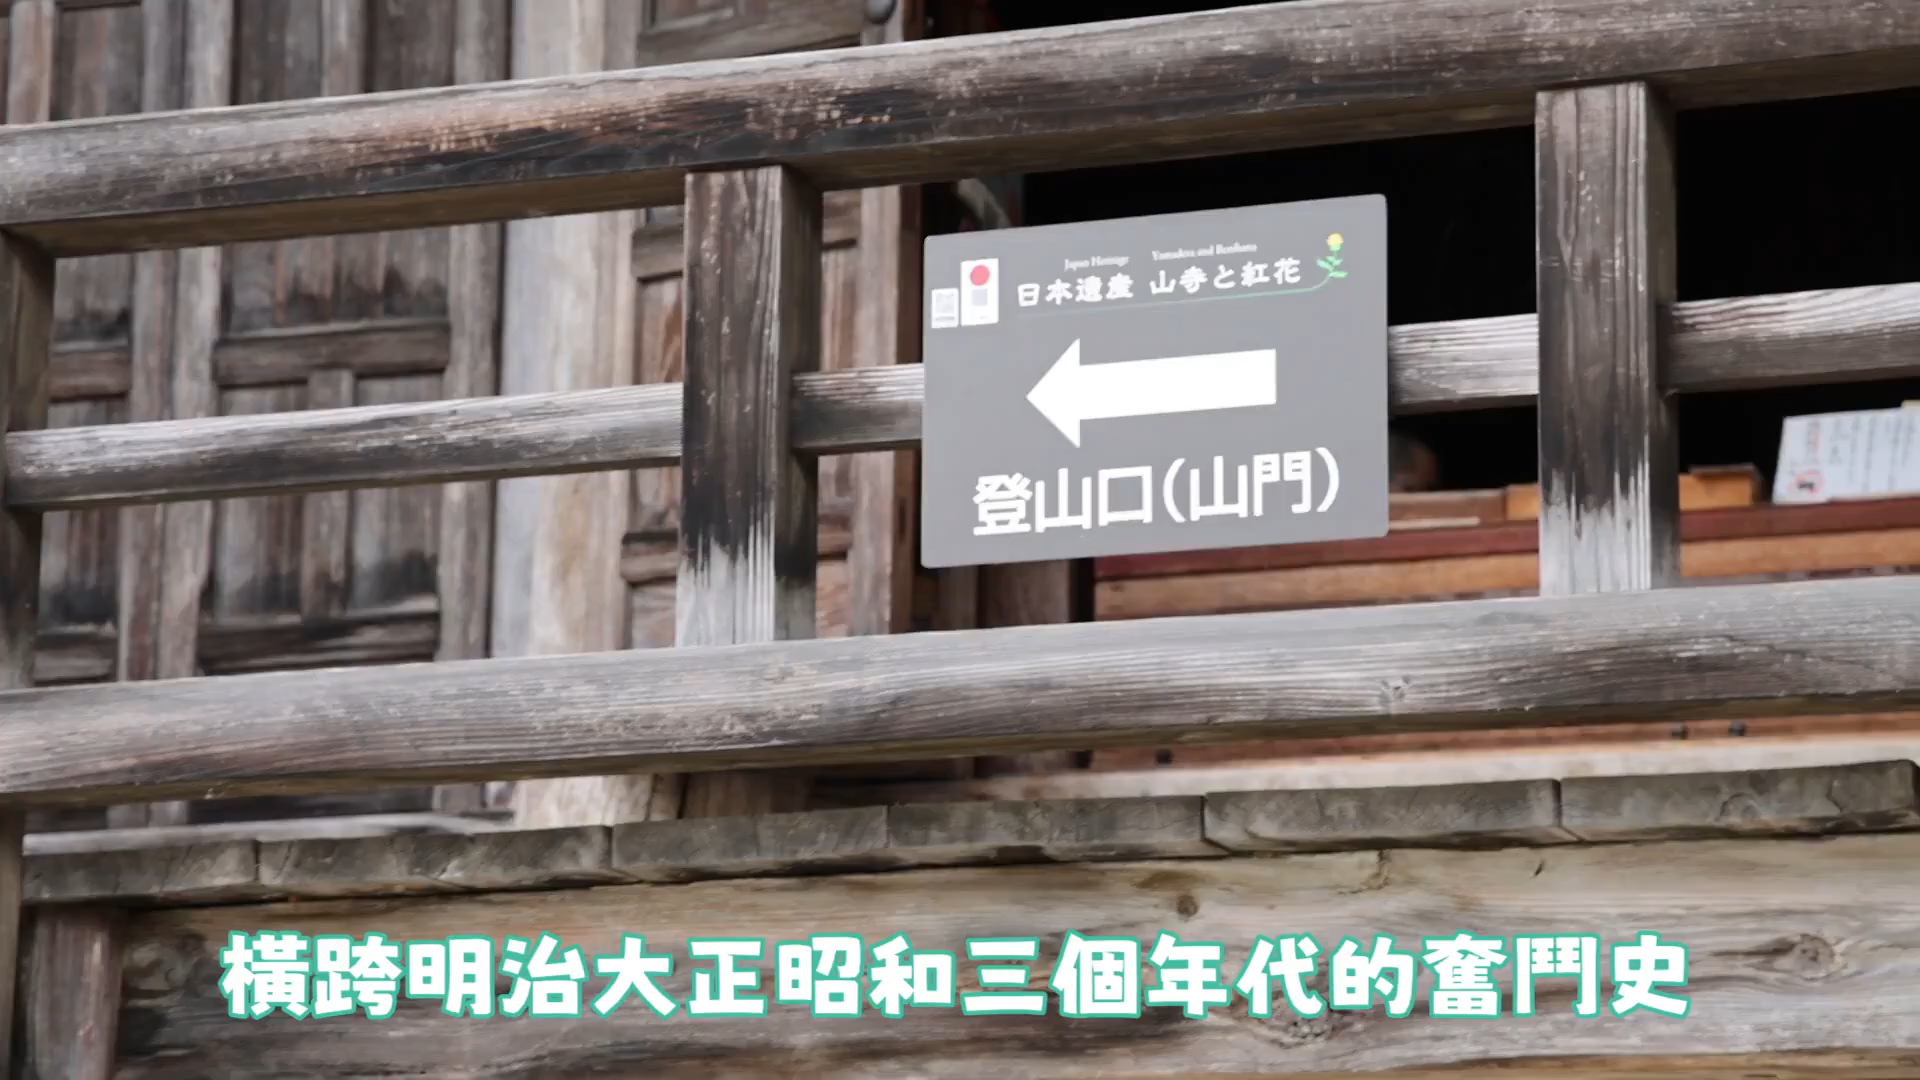 Japan Heritage Yamadera and Benibana
日本遺産 山寺と紅花
登山口(山門)
橫跨明治大正昭和三個年代的奮鬥史